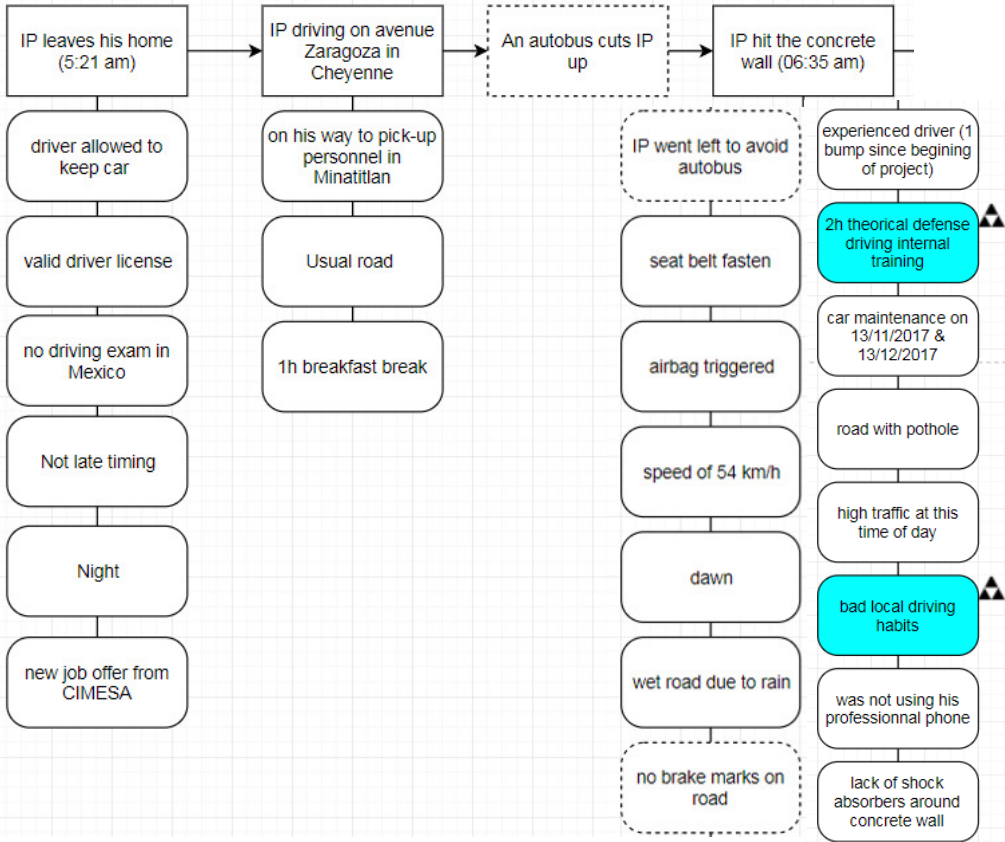 IP leaves his home
(5:21 am)
IP driving on avenue
Zaragoza in
Cheyenne
An autobus cuts IP
up
IP hit the concrete
wall (06:35 am)
driver allowed to
keep car
valid driver license
no driving exam in
Mexico
Not late timing
Night
new job offer from
CIMESA
on his way to pick-up
personnel in
Minatitlan
Usual road
1h breakfast break
IP went left to avoid
autobus
seat belt fasten
airbag triggered
speed of 54 km/h
dawn
wet road due to rain
no brake marks on
road
experienced driver (1
bump since begining
of project)
2h theorical defense
driving internal
training
car maintenance on
13/11/2017 &
13/12/2017
road with pothole
high traffic at this
time of day
bad local driving
habits
was not using his
professionnal phone
lack of shock
absorbers around
concrete wall